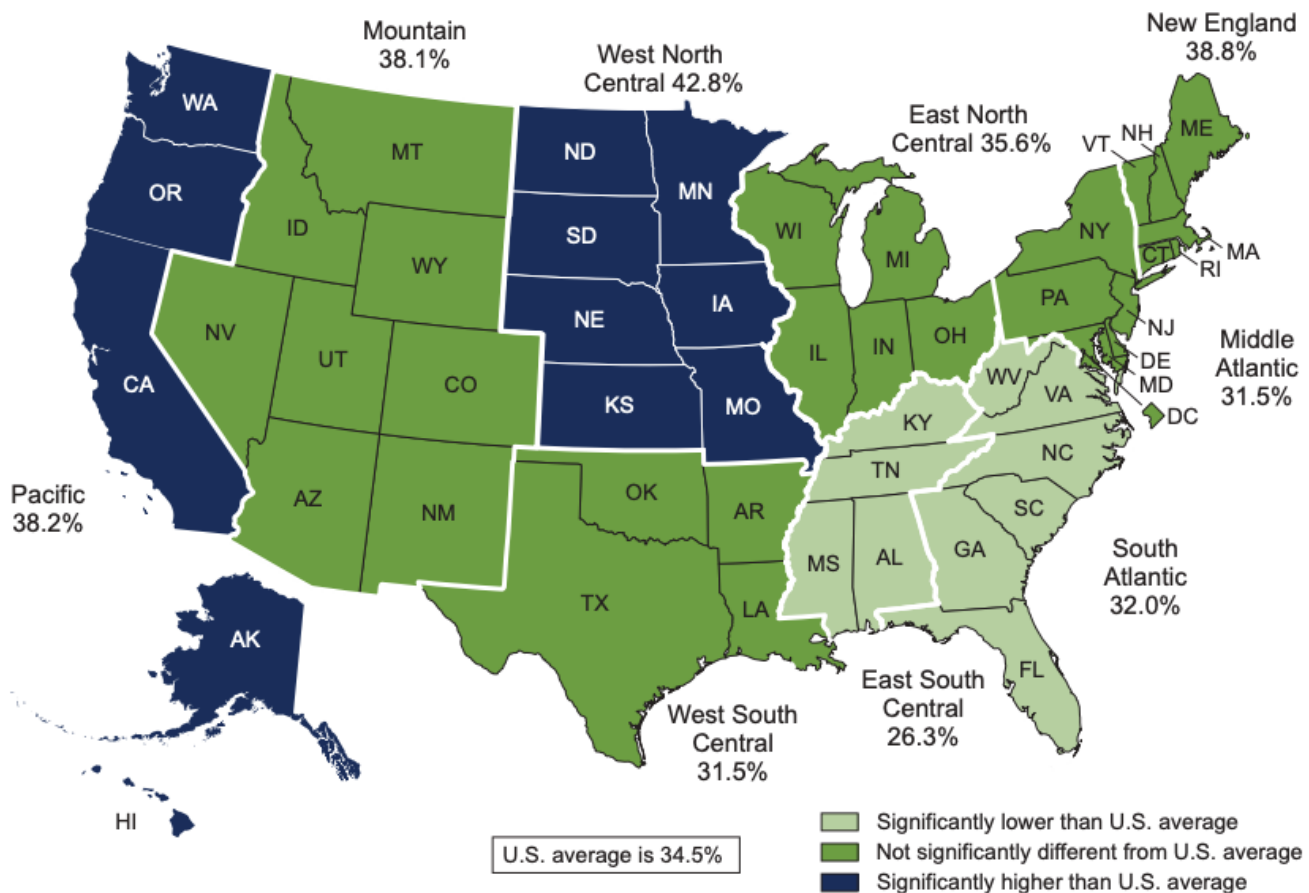 Mountain
38.1%
West North
Central 42.8%
New England
38.8%
East North
Central 35.6%
WA
MT
ND
MN
VT
NH
ME
OR
ID
SD
WI
MI
NY
WY
MA
CT
RI
NV
UT
CO
NE
IA
IL
IN
OH
PA
NJ
DE
MD
DC
Middle
Atlantic
31.5%
CA
KS
MO
WV
VA
KY
NC
TN
Pacific
38.2%
AZ
NM
OK
AR
SC
MS
AL
GA
South
Atlantic
32.0%
TX
LA
FL
AK
West South
Central
31.5%
East South
Central
26.3%
HI
U.S. average is 34.5%
Significantly lower than U.S. average
Not significantly different from U.S. average
Significantly higher than U.S. average